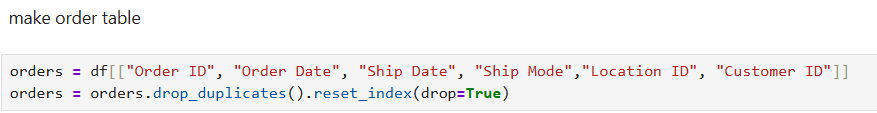 make order table
orders = df[["Order ID", "Order Date", "Ship Date", "Ship Mode","Location ID", "Customer ID"]]
orders = orders.drop_duplicates().reset_index(drop=True)